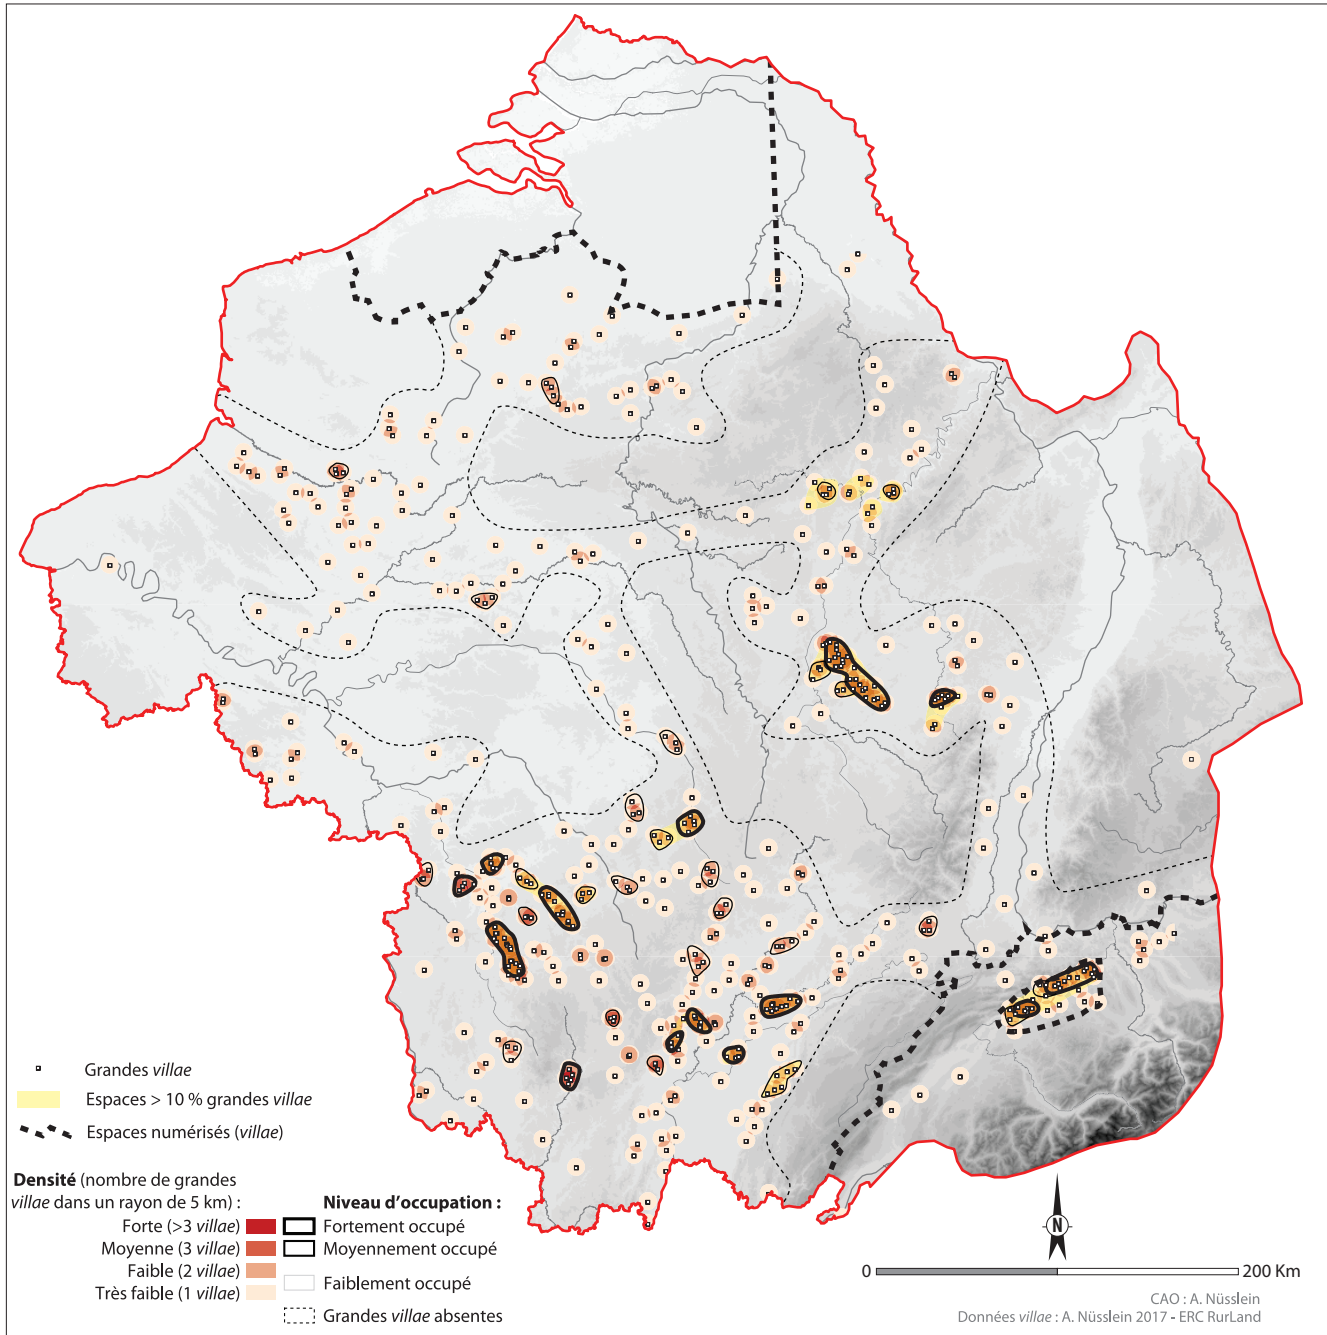 Grandes villae
Espaces > 10 % grandes villae
Espaces numérisés (villae)
Densité (nombre de grandes
villae dans un rayon de 5 km) :
Forte (>3 villae)
Moyenne (3 villae)
Faible (2 villae)
Très faible (1 villae)
Niveau d'occupation :
Fortement occupé
Moyennement occupé
Faiblement occupé
Grandes villae absentes
N
0 200 Km
CAO : A. Nüsslein
Données villae : A. Nüsslein 2017 - ERC RurLand